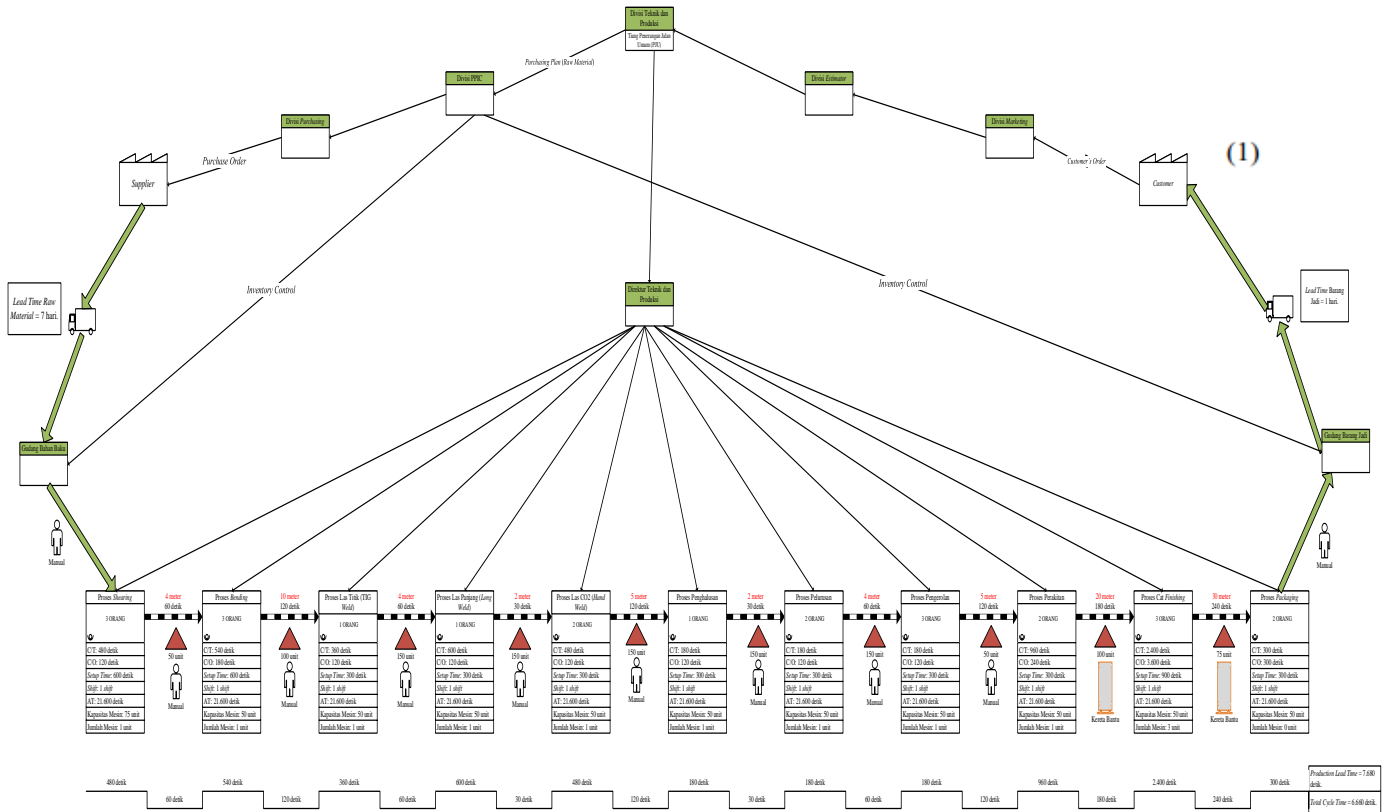 Divisi Teknik dan
Produksi
Tiang Penerangan Jalan
Umum (PJU)
Purchasing Plan (Raw Material)
Divisi PPIC
Divisi Estimator
Divisi Purchasing
Divisi Marketing
Purchase Order
Customer's Order
(1)
Supplier
Customer
Lead Time Raw
Material = 7 hari.
Inventory Control
Direktur Teknik dan
Produksi
Inventory Control
Lead Time Barang
Jadi = 1 hari.
Gudang Bahan Baku
Gudang Barang Jadi
Manual
Manual
Proses Shearing
3 ORANG
C/T: 480 detik
C/O: 120 detik
Setup Time: 600 detik
Shift: 1 shift
AT: 21.600 detik
Kapasitas Mesin: 75 unit
Jumlah Mesin: 1 unit
4 meter
60 detik
50 unit
Manual
Proses Bending
3 ORANG
C/T: 540 detik
C/O: 180 detik
Setup Time: 600 detik
Shift: 1 shift
AT: 21.600 detik
Kapasitas Mesin: 50 unit
Jumlah Mesin: 1 unit
10 meter
120 detik
100 unit
Manual
Proses Las Titik (TIG
Weld)
1 ORANG
C/T: 360 detik
C/O: 120 detik
Setup Time: 300 detik
Shift: 1 shift
AT: 21.600 detik
Kapasitas Mesin: 50 unit
Jumlah Mesin: 1 unit
4 meter
60 detik
150 unit
Manual
Proses Las Panjang (Long
Weld)
1 ORANG
C/T: 600 detik
C/O: 120 detik
Setup Time: 300 detik
Shift: 1 shift
AT: 21.600 detik
Kapasitas Mesin: 50 unit
Jumlah Mesin: 1 unit
2 meter
30 detik
150 unit
Manual
Proses Las CO2 (Hand
Weld)
2 ORANG
C/T: 480 detik
C/O: 120 detik
Setup Time: 300 detik
Shift: 1 shift
AT: 21.600 detik
Kapasitas Mesin: 50 unit
Jumlah Mesin: 1 unit
5 meter
120 detik
150 unit
Manual
Proses Penghalusan
1 ORANG
C/T: 180 detik
C/O: 120 detik
Setup Time: 300 detik
Shift: 1 shift
AT: 21.600 detik
Kapasitas Mesin: 50 unit
Jumlah Mesin: 1 unit
2 meter
30 detik
150 unit
Manual
Proses Pelurusan
2 ORANG
C/T: 180 detik
C/O: 120 detik
Setup Time: 300 detik
Shift: 1 shift
AT: 21.600 detik
Kapasitas Mesin: 50 unit
Jumlah Mesin: 1 unit
4 meter
60 detik
150 unit
Manual
Proses Pengerolan
3 ORANG
C/T: 180 detik
C/O: 120 detik
Setup Time: 300 detik
Shift: 1 shift
AT: 21.600 detik
Kapasitas Mesin: 50 unit
Jumlah Mesin: 1 unit
5 meter
120 detik
50 unit
Manual
Proses Perakitan
2 ORANG
C/T: 960 detik
C/O: 240 detik
Setup Time: 300 detik
Shift: 1 shift
AT: 21.600 detik
Kapasitas Mesin: 50 unit
Jumlah Mesin: 1 unit
20 meter
180 detik
100 unit
Kereta Bantu
Proses Cat Finishing
3 ORANG
C/T: 2.400 detik
C/O: 3.600 detik
Setup Time: 900 detik
Shift: 1 shift
AT: 21.600 detik
Kapasitas Mesin: 50 unit
Jumlah Mesin: 3 unit
30 meter
240 detik
75 unit
Kereta Bantu
Proses Packaging
2 ORANG
C/T: 300 detik
C/O: 300 detik
Setup Time: 300 detik
Shift: 1 shift
AT: 21.600 detik
Kapasitas Mesin: 50 unit
Jumlah Mesin: 0 unit
480 detik
60 detik
540 detik
120 detik
360 detik
60 detik
600 detik
30 detik
480 detik
120 detik
180 detik
30 detik
180 detik
60 detik
180 detik
120 detik
960 detik
180 detik
2.400 detik
240 detik
300 detik
Production Lead Time = 7.680
detik.
Total Cycle Time = 6.660 detik.